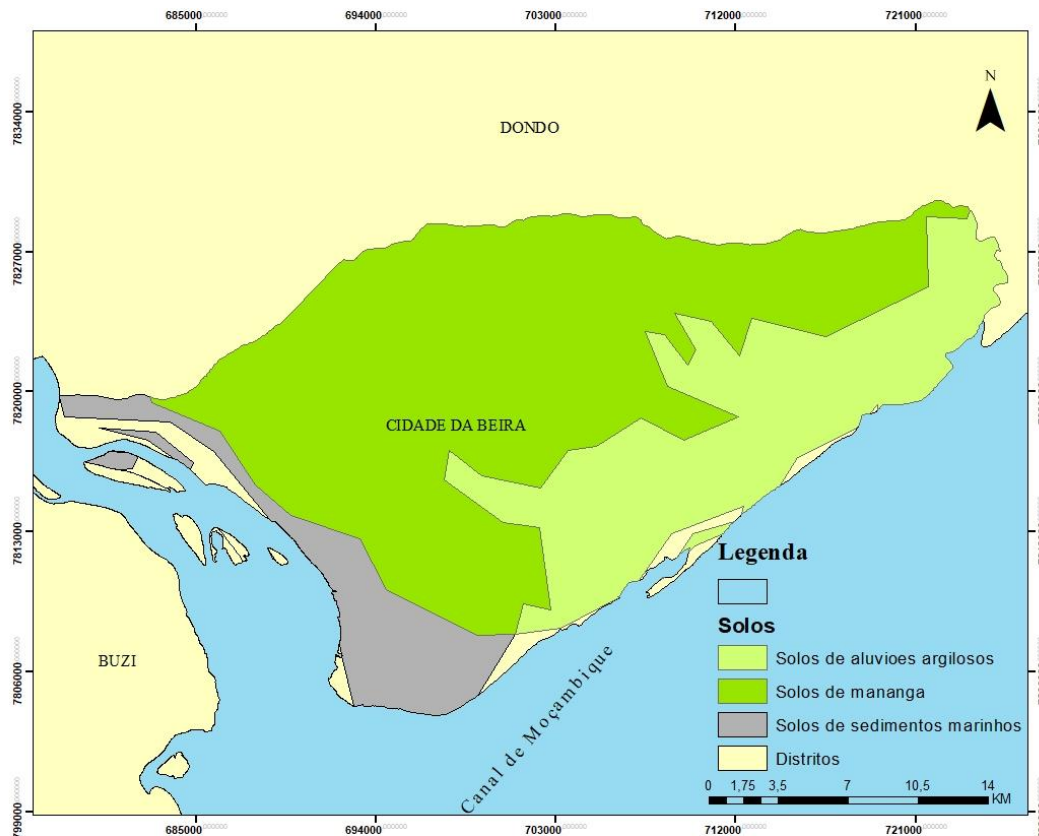 685000 694000 703000 712000 721000
N
7834000
DONDO
7827000
7820000
CIDADE DA BEIRA
7813000
Legenda
Solos
Solos de aluvioes argilosos
BUZI
7806000
Solos de mananga
Canal de Moçambique
Solos de sedimentos marinhos
Distritos
0 1,75 3,5 7 10,5 14
KM
7799000
685000 694000 703000 712000 721000